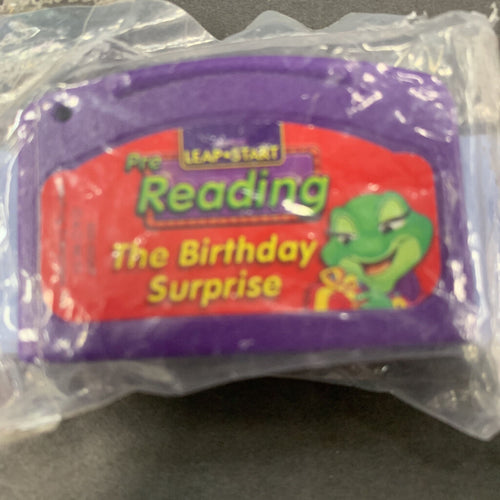 LEAP★START
Pre
Reading
The Birthday
Surprise